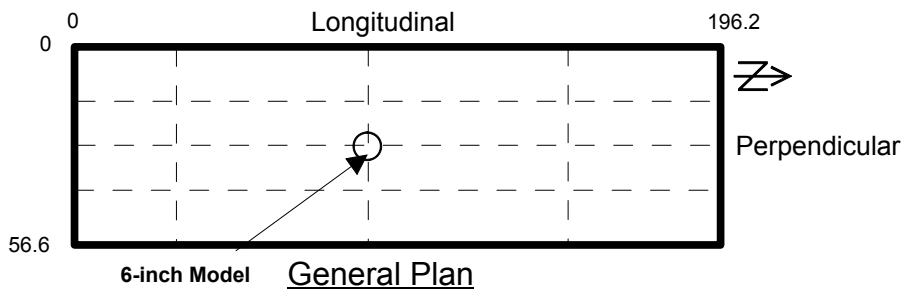 0 Longitudinal 196.2
0
Z
Perpendicular
56.6
6-inch Model General Plan